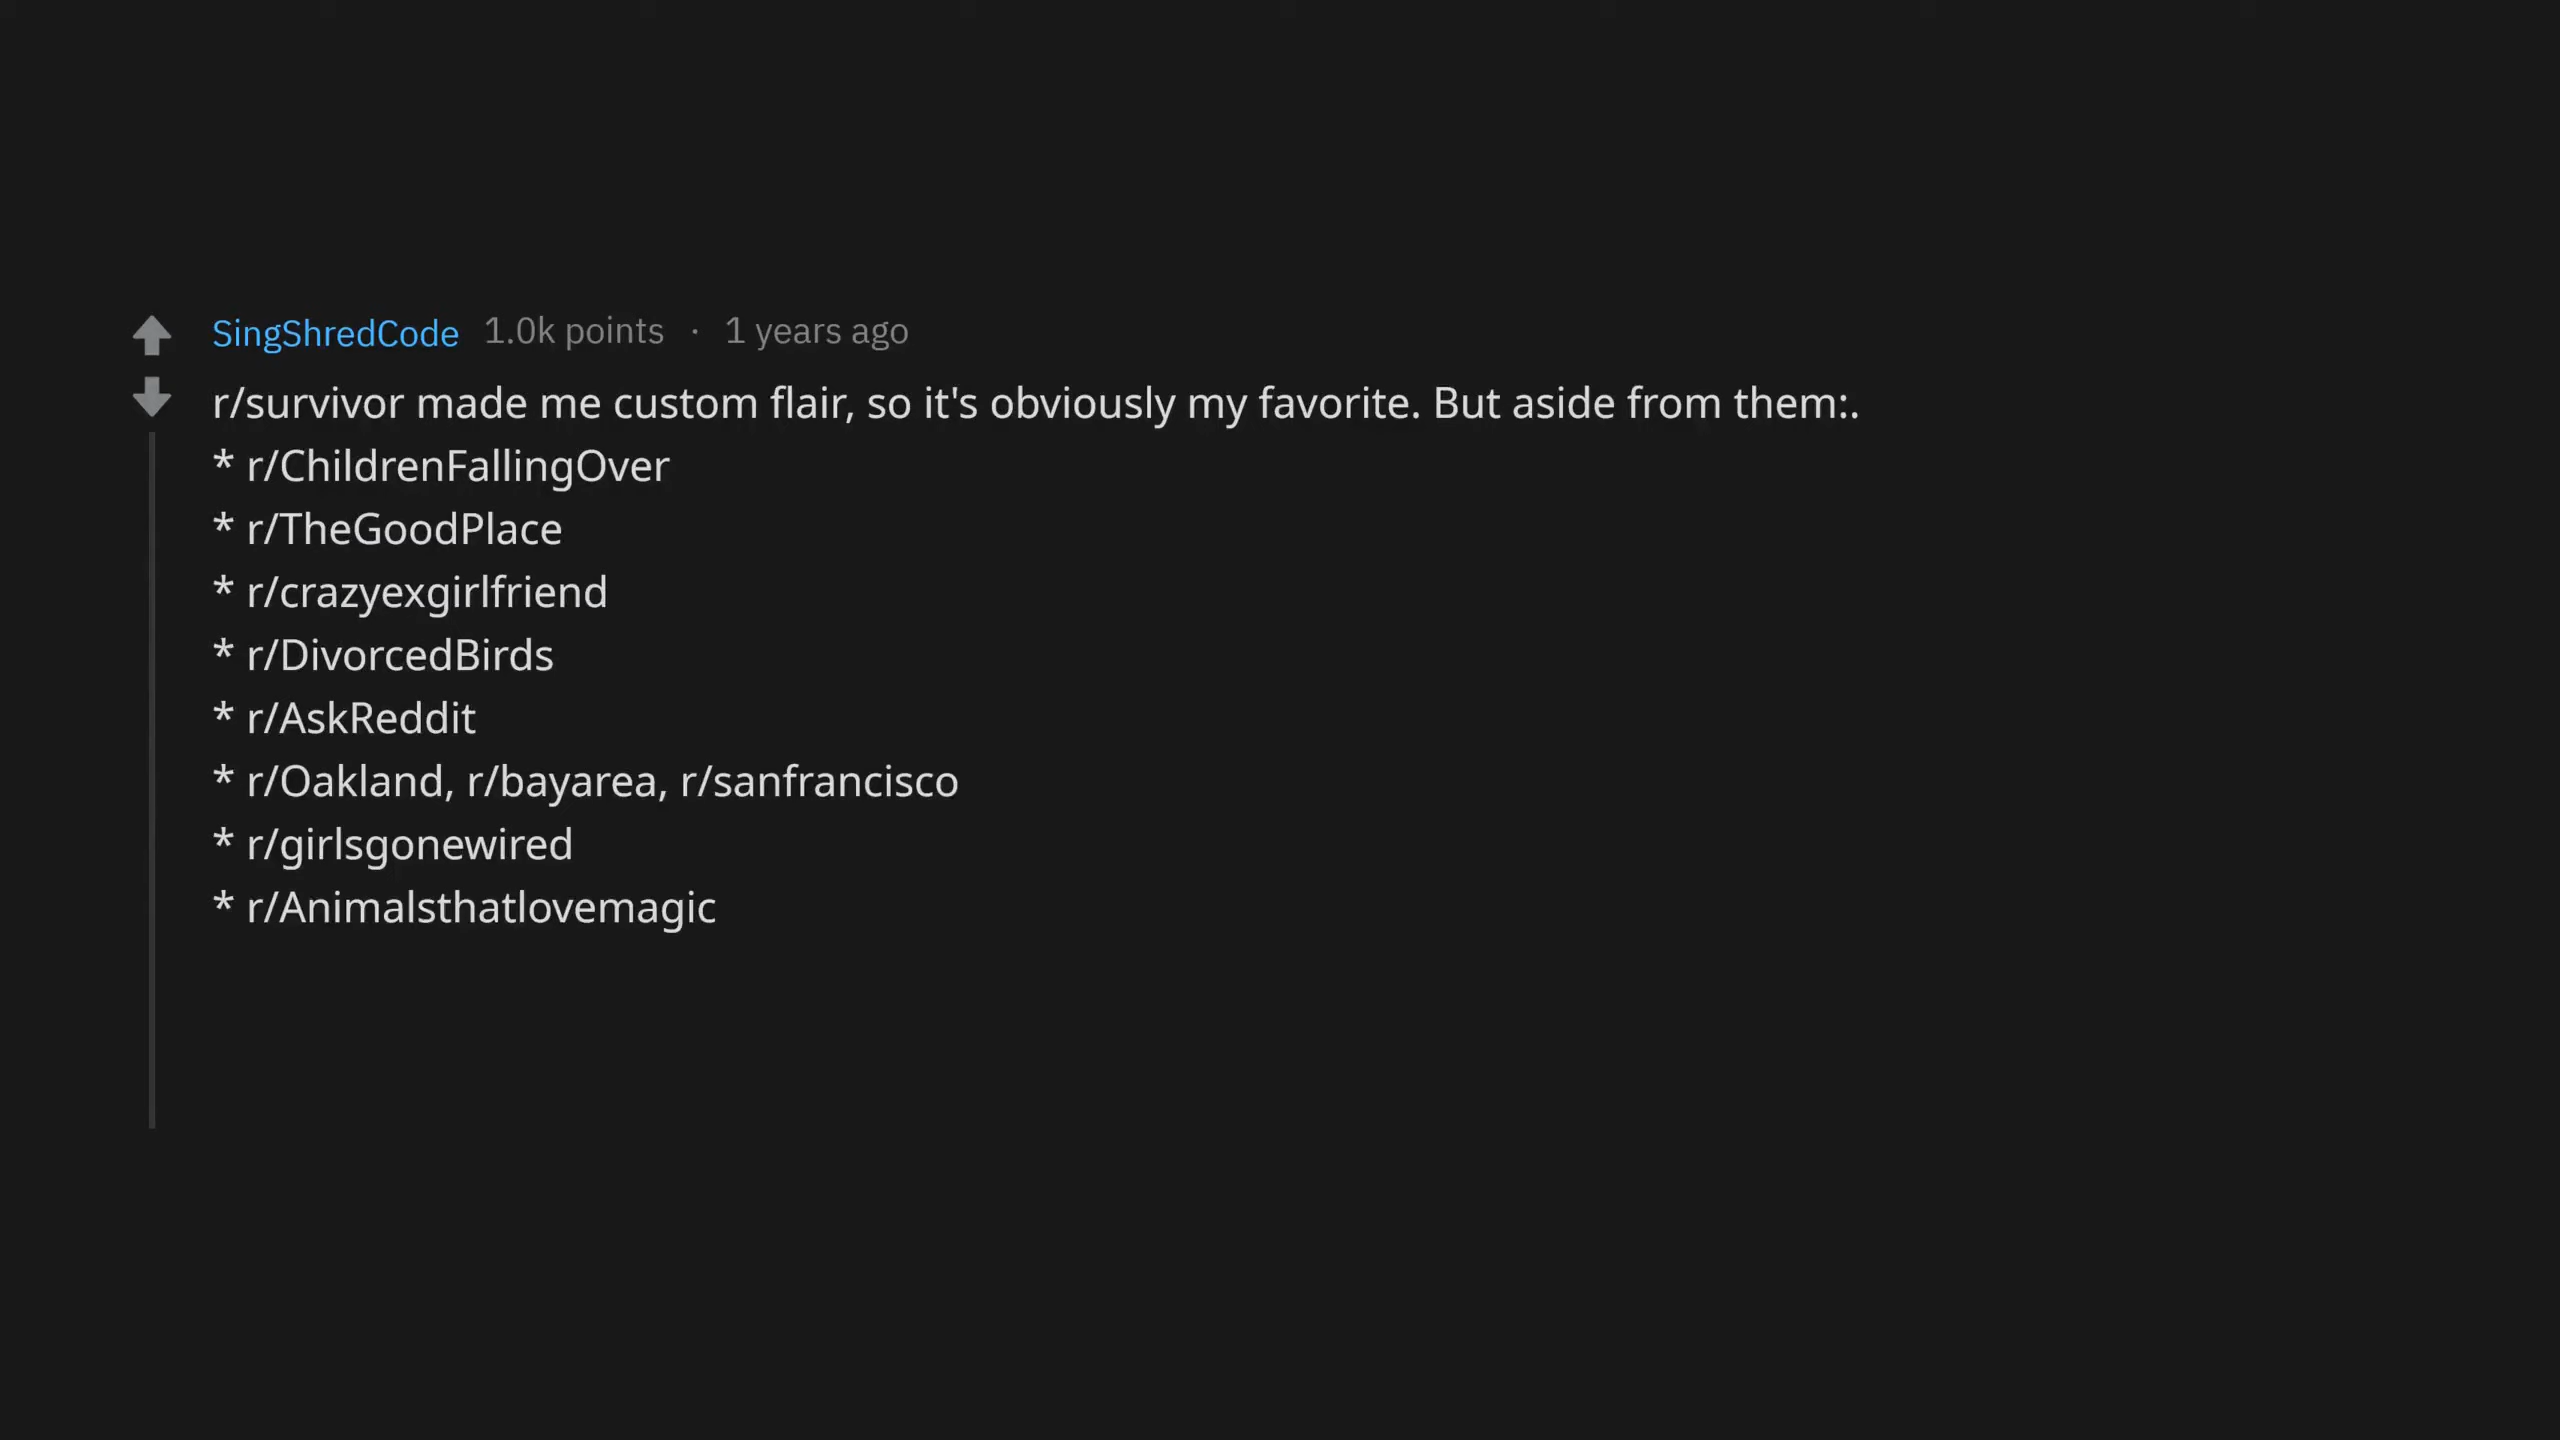 SingShredCode 1.0k points · 1 years ago
r/survivor made me custom flair, so it's obviously my favorite. But aside from them:.
* r/ChildrenFallingOver
* r/TheGoodPlace
* r/crazyexgirlfriend
* r/DivorcedBirds
* r/AskReddit
* r/Oakland, r/bayarea, r/sanfrancisco
* r/girlsgonewired
* r/Animalsthatlovemagic